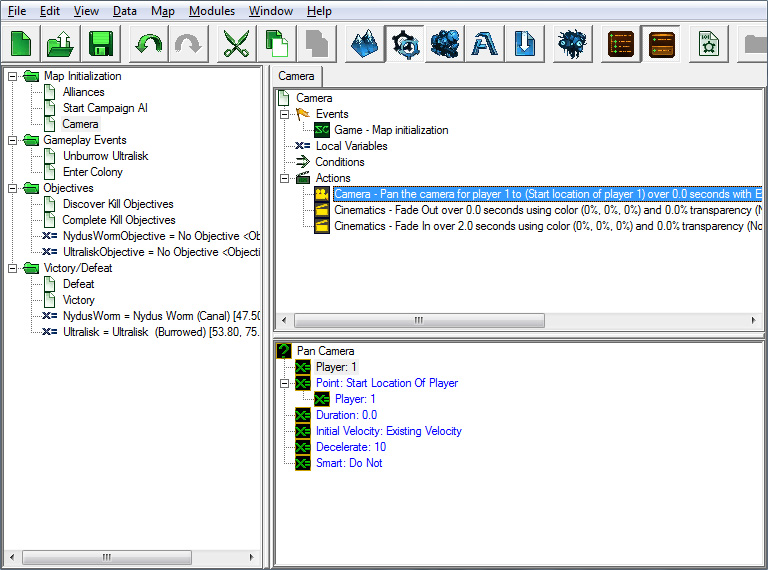 File Edit View Data Map Modules Window Help
Map Initialization
Alliances
Start Campaign AI
Camera
Gameplay Events
Unburrow Ultralisk
Enter Colony
Objectives
Discover Kill Objectives
Complete Kill Objectives
NydusWormObjective = No Objective <Ob
UltraliskObjective = No Objective <Objecti
Victory/Defeat
Defeat
Victory
NydusWorm = Nydus Worm (Canal) [47.50
Ultralisk = Ultralisk (Burrowed) [53.80, 75.
Camera
Camera
Events
Game - Map initialization
Local Variables
Conditions
Actions
Camera - Pan the camera for player 1 to (Start location of player 1) over 0.0 seconds with E
Cinematics - Fade Out over 0.0 seconds using color (0%, 0%, 0%) and 0.0% transparency (N
Cinematics - Fade In over 2.0 seconds using color (0%, 0%, 0%) and 0.0% transparency (No
Pan Camera
Player: 1
Point: Start Location Of Player
Player: 1
Duration: 0.0
Initial Velocity: Existing Velocity
Decelerate: 10
Smart: Do Not